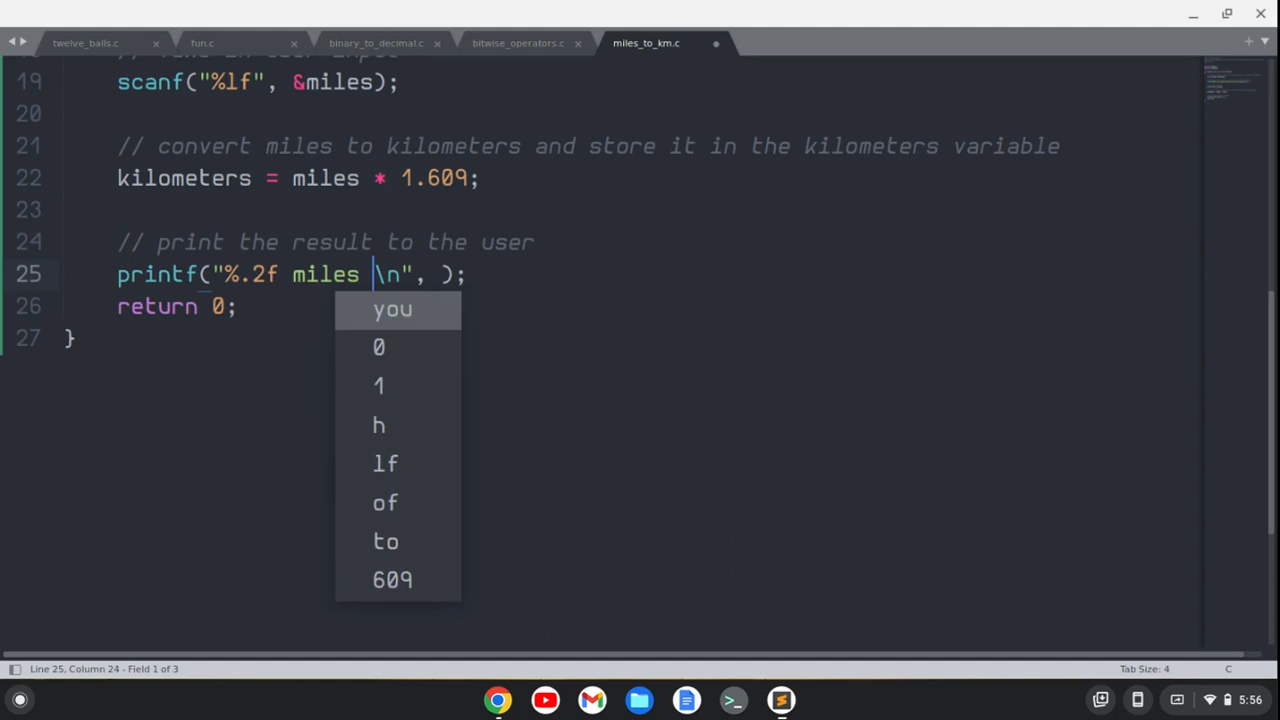 twelve_balls.c × fun.c × binary_to_decimal.c × bitwise_operators.c × miles_to_km.c
19 scanf("%lf", &miles);
20
21 // convert miles to kilometers and store it in the kilometers variable
22 kilometers = miles * 1.609;
23
24 // print the result to the user
25 printf("%.2f miles \n", );
26 return 0;
27 }
you
0
1
h
lf
of
to
609
Line 25, Column 24 - Field 1 of 3 Tab Size: 4 C
5:56